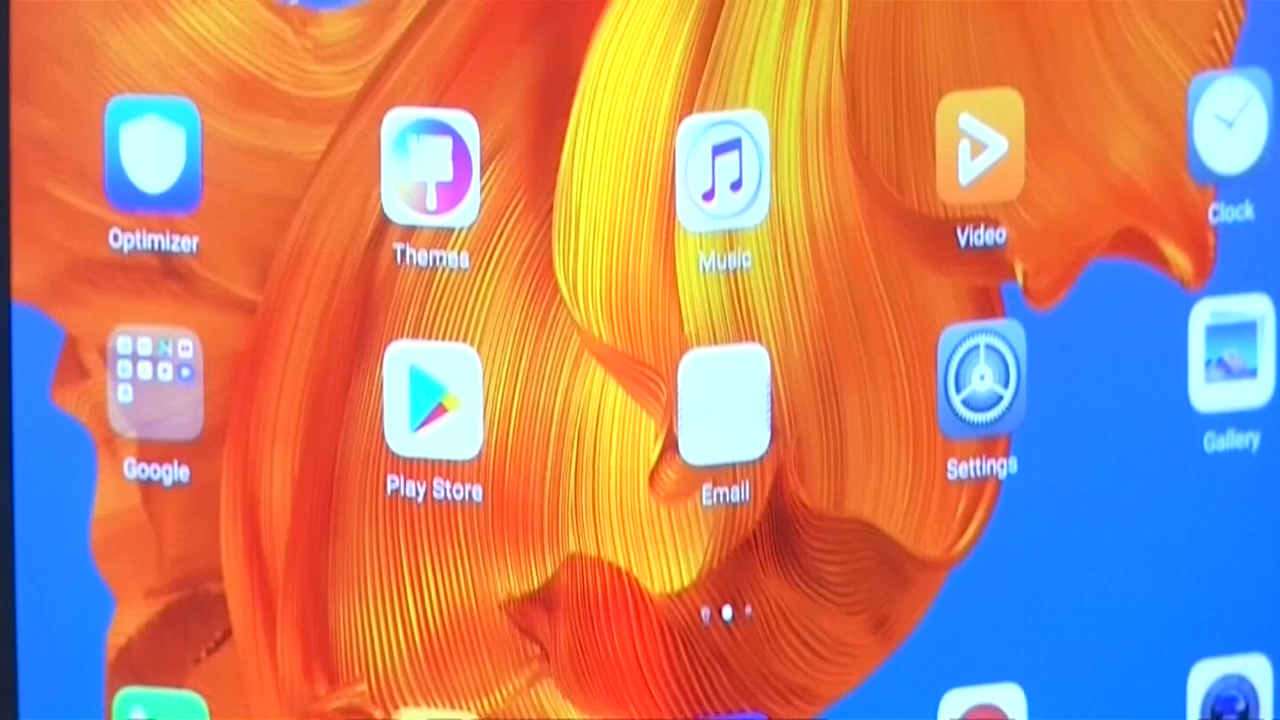 Optimizer
Themes
Music
Video
Clock
Google
Play Store
Email
Settings
Gallery